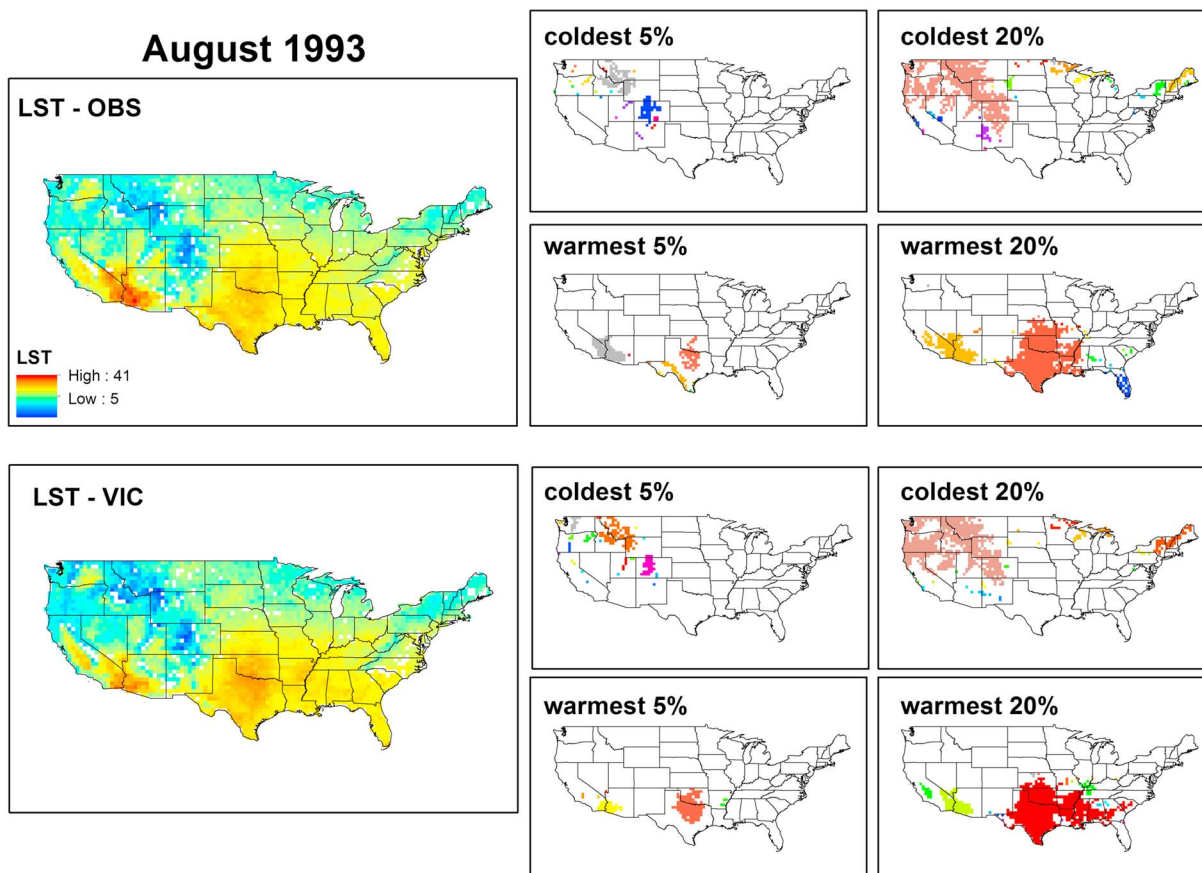 August 1993
LST - OBS
LST
High : 41
Low : 5
coldest 5%
coldest 20%
warmest 5%
warmest 20%
LST - VIC
coldest 5%
coldest 20%
warmest 5%
warmest 20%